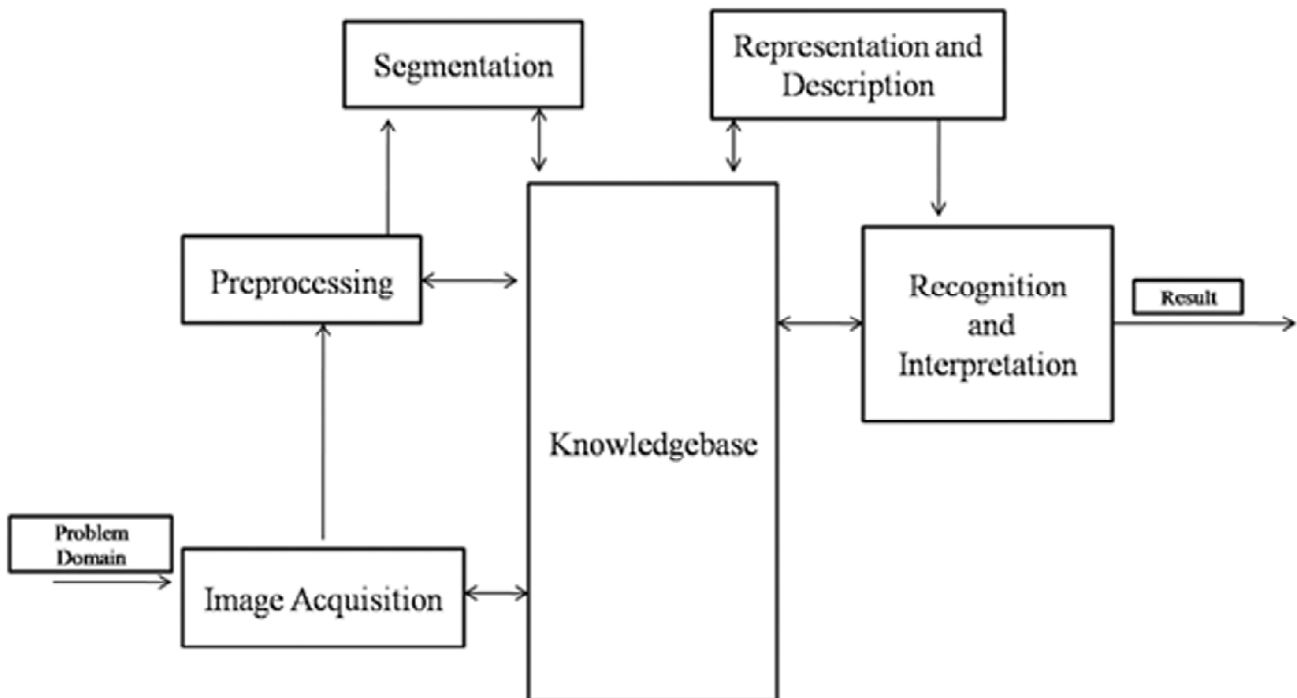 Segmentation
Representation and
Description
Preprocessing
Recognition
and
Interpretation
Result
Knowledgebase
Problem
Domain
Image Acquisition